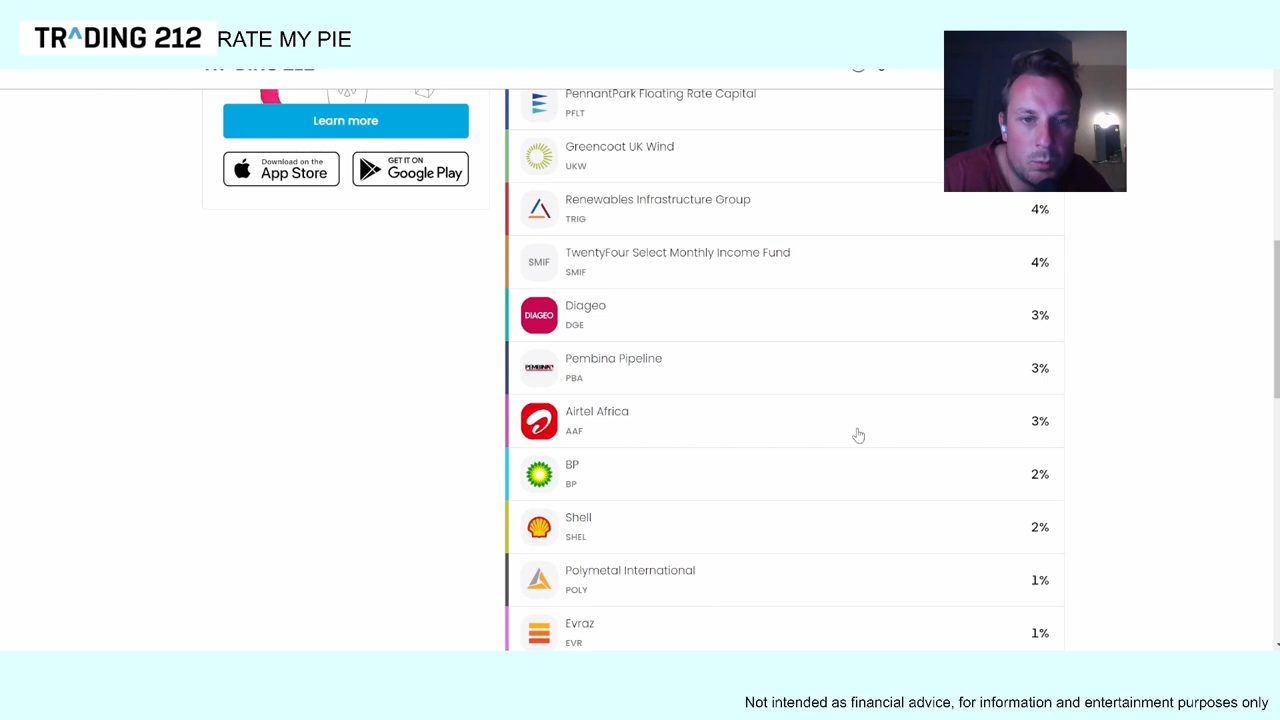 TRADING 212 RATE MY PIE
Learn more
Download on the
App Store
GET IT ON
Google Play
PennantPark Floating Rate Capital
PFLT
Greencoat UK Wind
UKW
Renewables Infrastructure Group
TRIG
4%
SMIF
TwentyFour Select Monthly Income Fund
SMIF
4%
DIAGEO
Diageo
DGE
3%
PEMBINA
Pembina Pipeline
PBA
3%
Airtel Africa
AAF
3%
BP
BP
2%
Shell
SHEL
2%
Polymetal International
POLY
1%
Evraz
EVR
1%
Not intended as financial advice, for information and entertainment purposes only